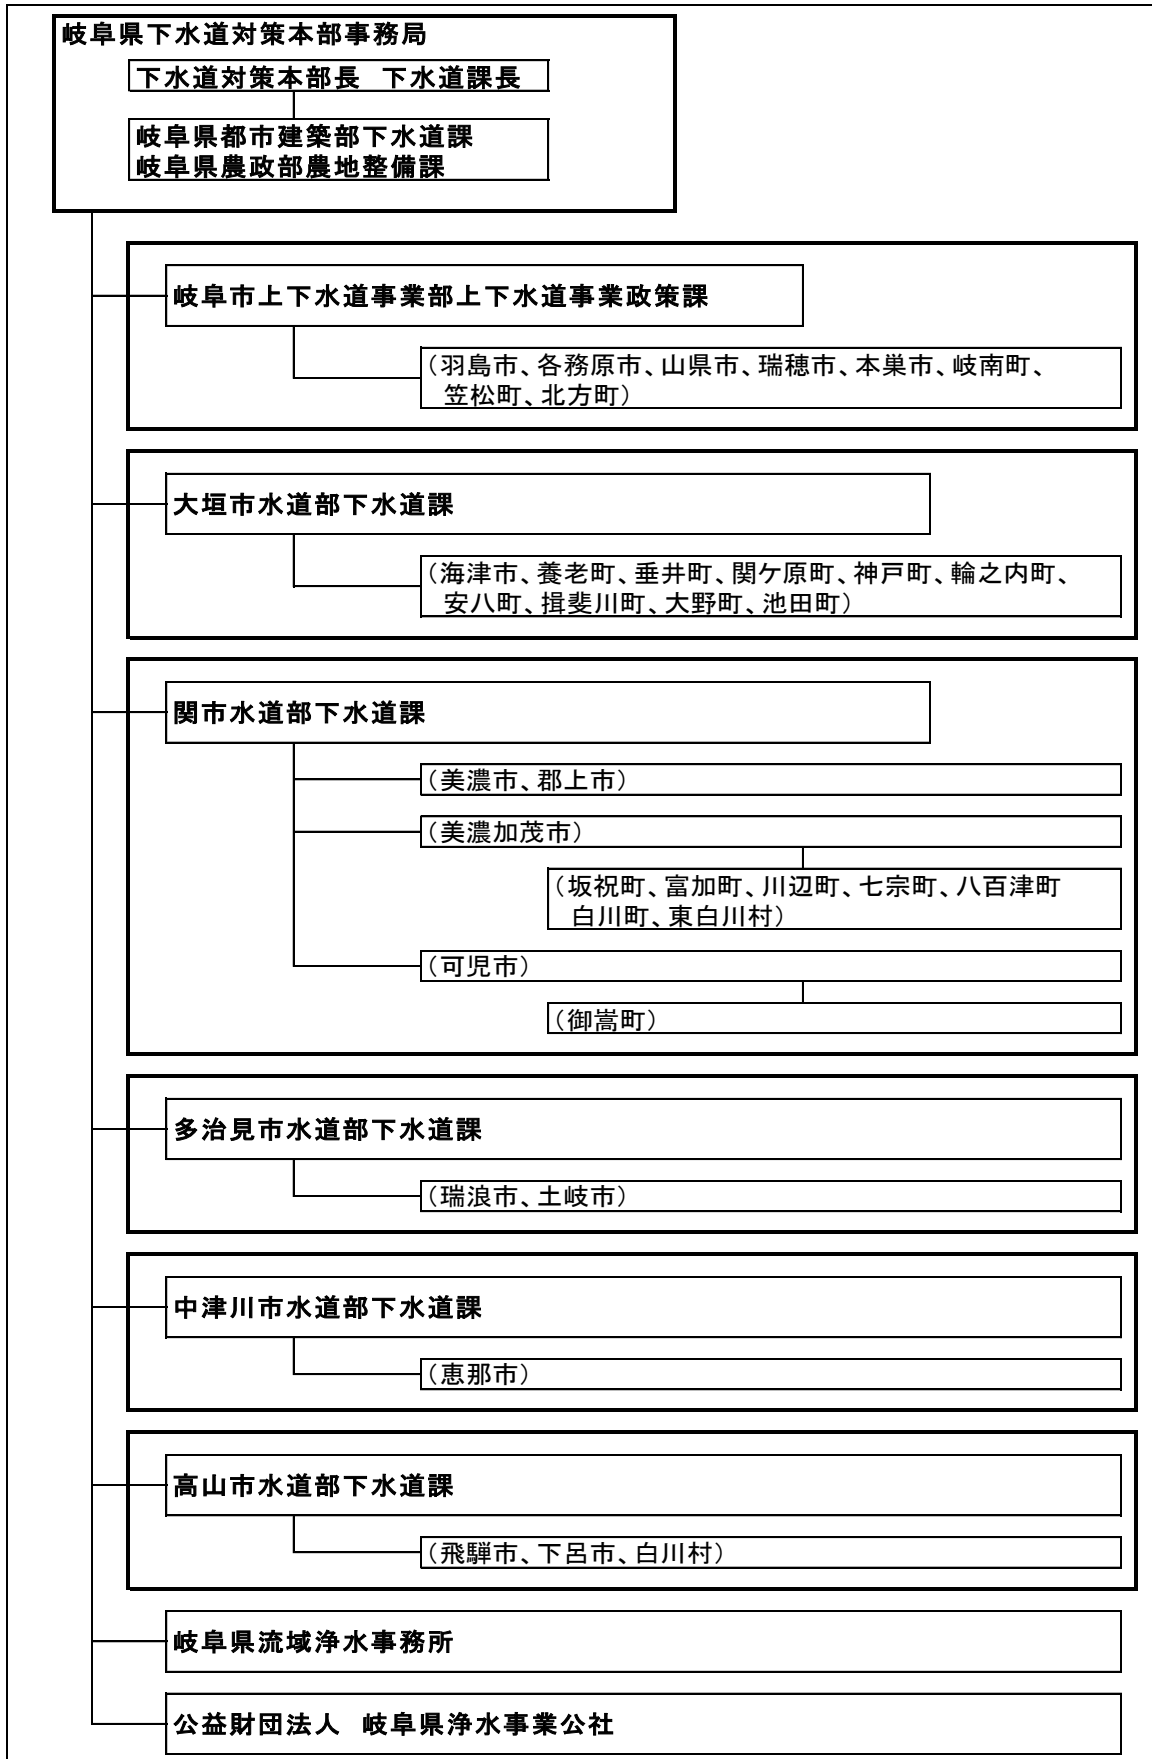 岐阜県下水道対策本部事務局
下水道対策本部長　下水道課長
岐阜県都市建築部下水道課
岐阜県農政部農地整備課
岐阜市上下水道事業部上下水道事業政策課
（羽島市、各務原市、山県市、瑞穂市、本巣市、岐南町、
笠松町、北方町）
大垣市水道部下水道課
（海津市、養老町、垂井町、関ケ原町、神戸町、輪之内町、
安八町、揖斐川町、大野町、池田町）
関市水道部下水道課
（美濃市、郡上市）
（美濃加茂市）
（坂祝町、富加町、川辺町、七宗町、八百津町
白川町、東白川村）
（可児市）
（御嵩町）
多治見市水道部下水道課
（瑞浪市、土岐市）
中津川市水道部下水道課
（恵那市）
高山市水道部下水道課
（飛騨市、下呂市、白川村）
岐阜県流域浄水事務所
公益財団法人　岐阜県浄水事業公社